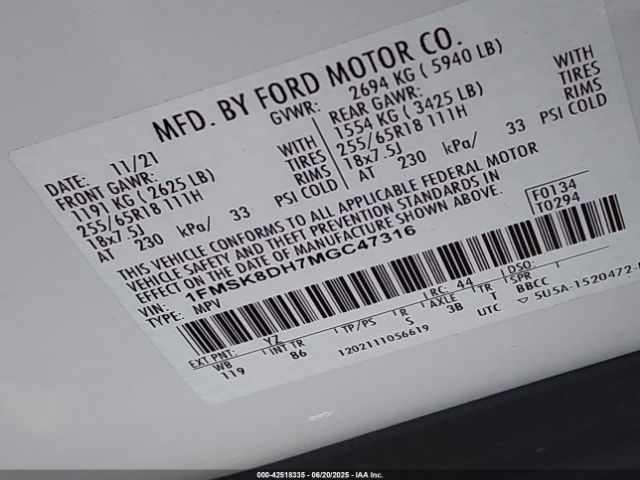 MFD. BY FORD MOTOR CO.
DATE: 11/21 GVWR: 2694 KG ( 5940 LB)
FRONT GAWR: REAR GAWR:
1191 KG (2625 LB) WITH 1554 KG ( 3425 LB) WITH
255/65R18 111H TIRES 255/65R18 111H TIRES
18x7.5J RIMS 18x7.5J RIMS
AT 230 kPa/ 33 PSI COLD AT 230 kPa/ 33 PSI COLD
THIS VEHICLE CONFORMS TO ALL APPLICABLE FEDERAL MOTOR
VEHICLE SAFETY AND THEFT PREVENTION STANDARDS IN
EFFECT ON THE DATE OF MANUFACTURE SHOWN ABOVE.
VIN: 1FMSK8DH7MGC47316 F0134
TYPE: MPV T0294
EXT PNT: YZ RC: 44 DSO:
WB INT TR TP/PS R AXLE TR SPR
119 86 S 3B T BBCC
1202111056619 UTC 5U5A-1520472-
000-42518335 - 06/20/2025 - IAA Inc.